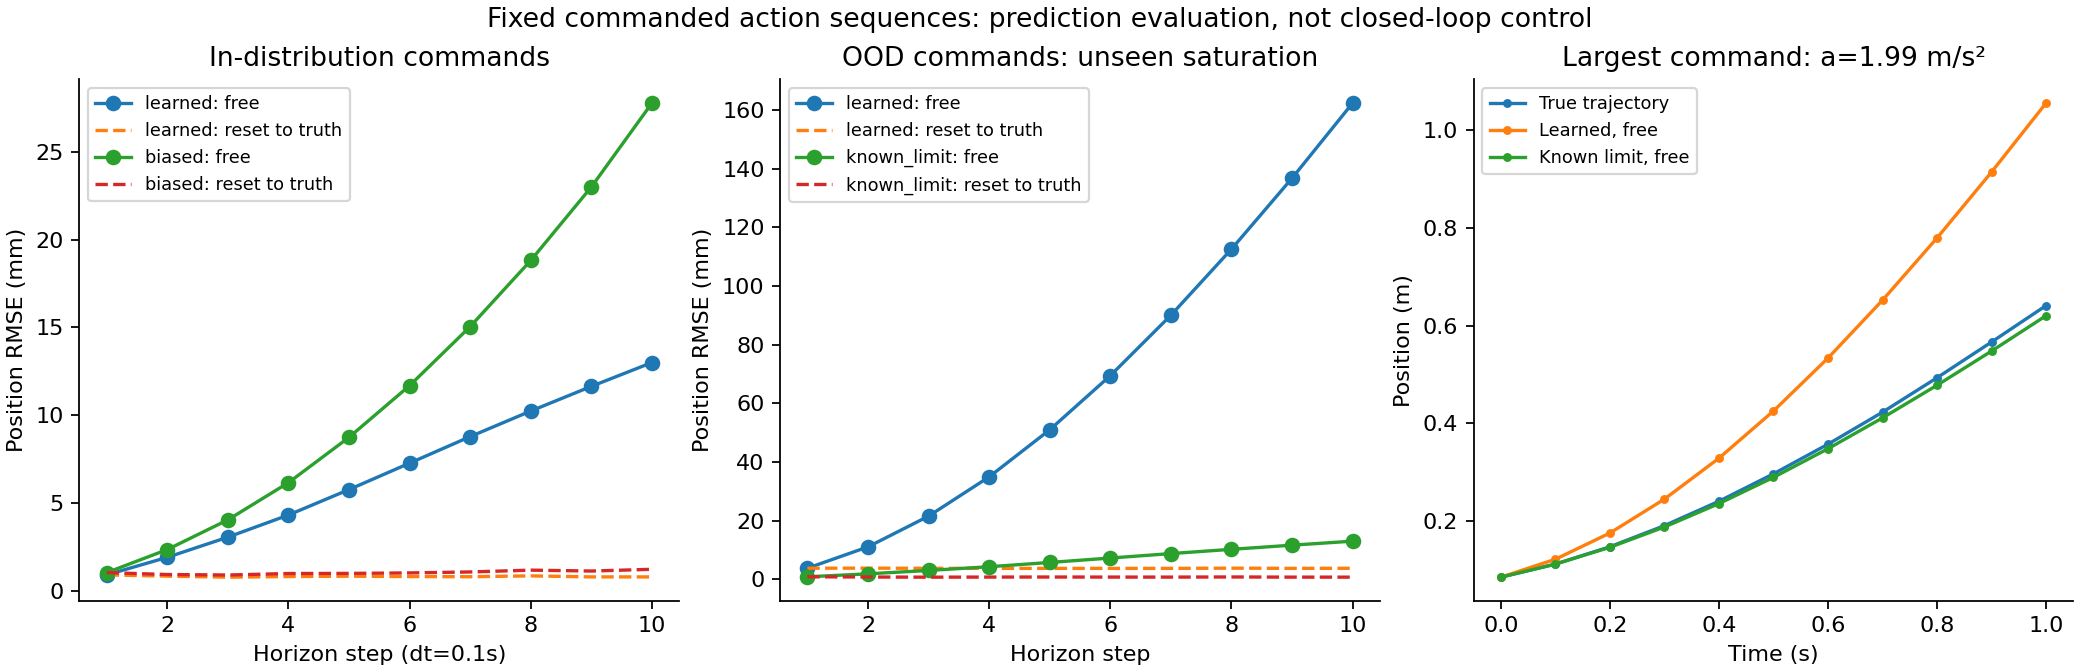 Fixed commanded action sequences: prediction evaluation, not closed-loop control
In-distribution commands
learned: free
learned: reset to truth
biased: free
biased: reset to truth
Position RMSE (mm)
25
20
15
10
5
0
2 4 6 8 10
Horizon step (dt=0.1s)
OOD commands: unseen saturation
learned: free
learned: reset to truth
known_limit: free
known_limit: reset to truth
Position RMSE (mm)
160
140
120
100
80
60
40
20
0
2 4 6 8 10
Horizon step
Largest command: a=1.99 m/s²
True trajectory
Learned, free
Known limit, free
Position (m)
1.0
0.8
0.6
0.4
0.2
0.0 0.2 0.4 0.6 0.8 1.0
Time (s)